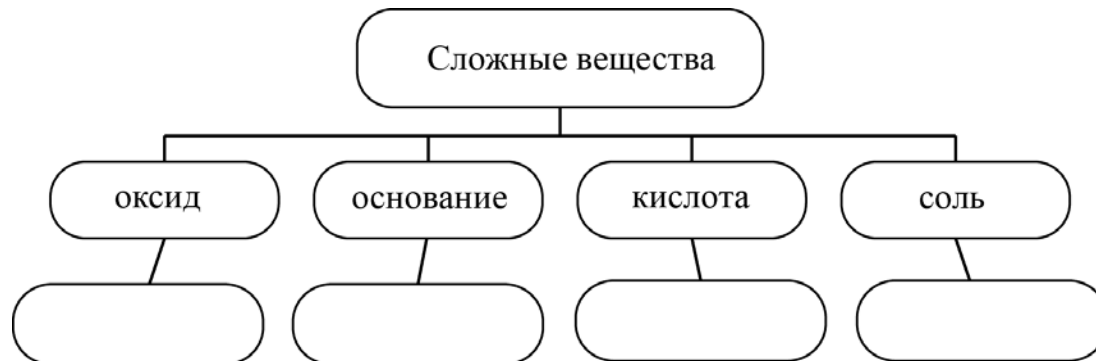 Сложные вещества
оксид
основание
кислота
соль